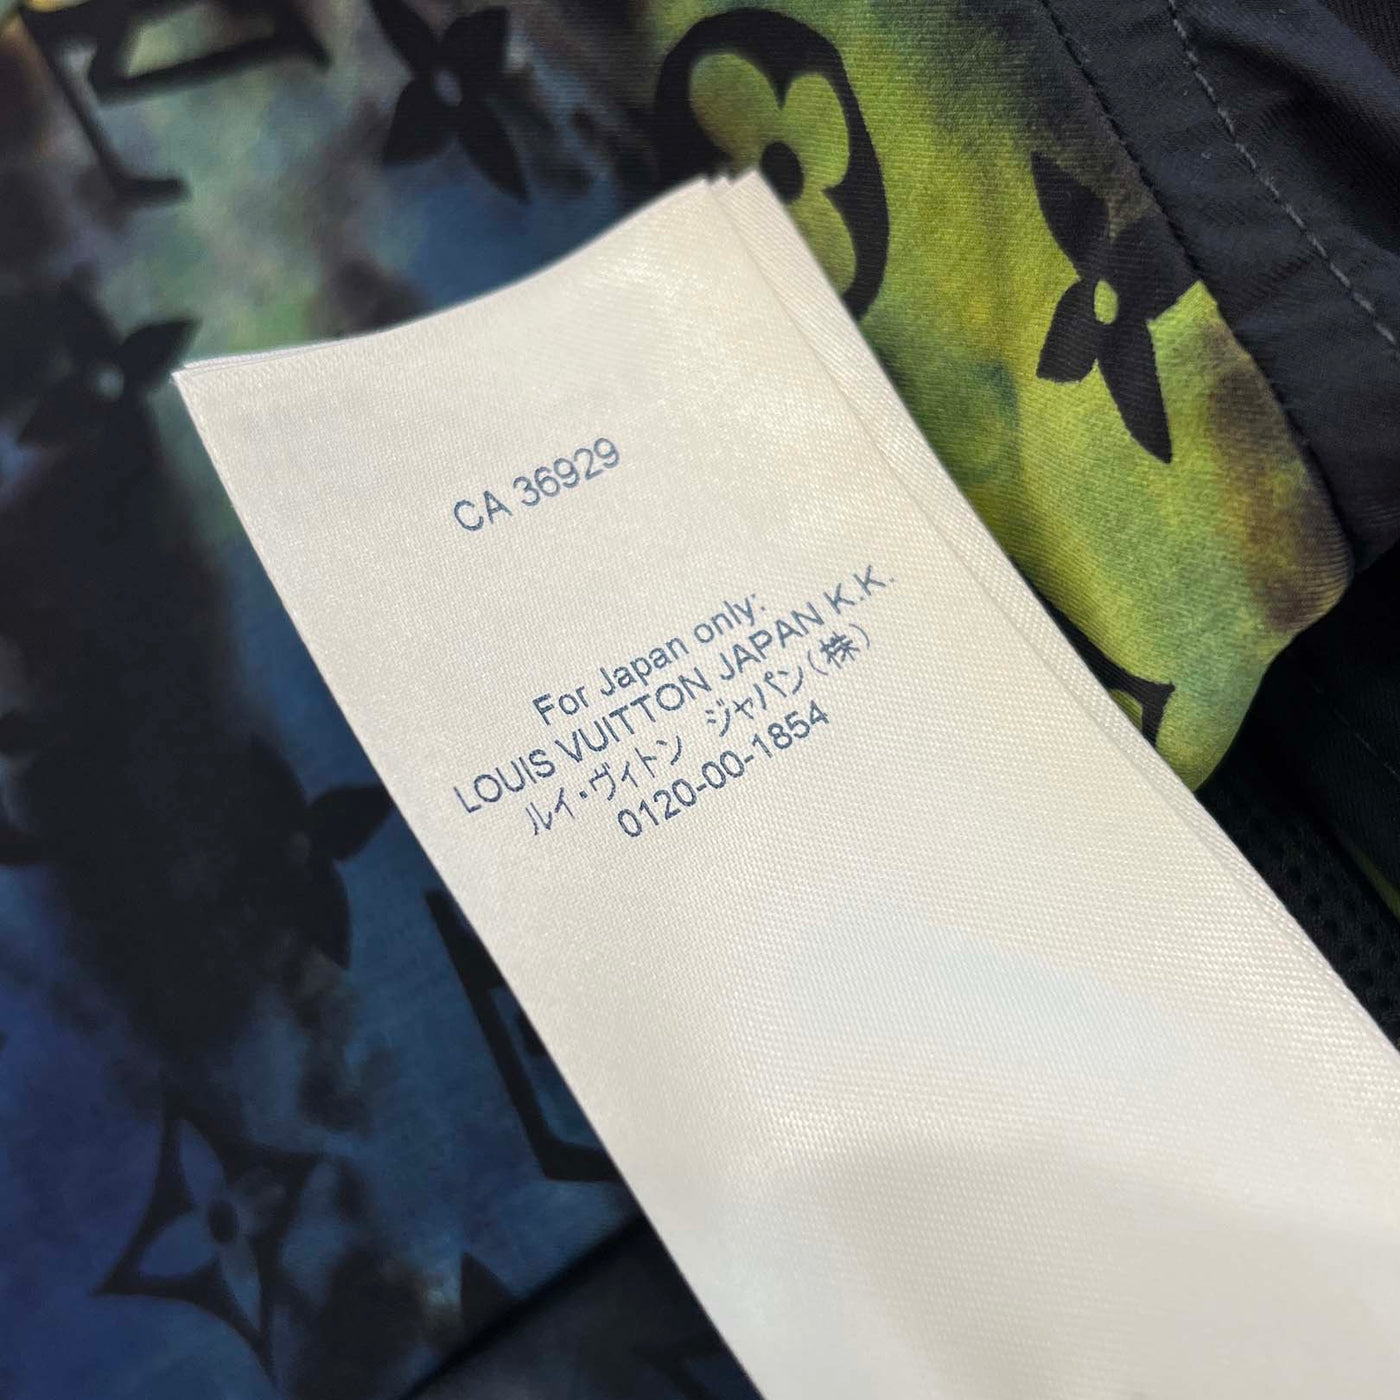 CA 36929
For Japan only:
LOUIS VUITTON JAPAN K.K.
ルイ・ヴィトン ジャパン(株)
0120-00-1854